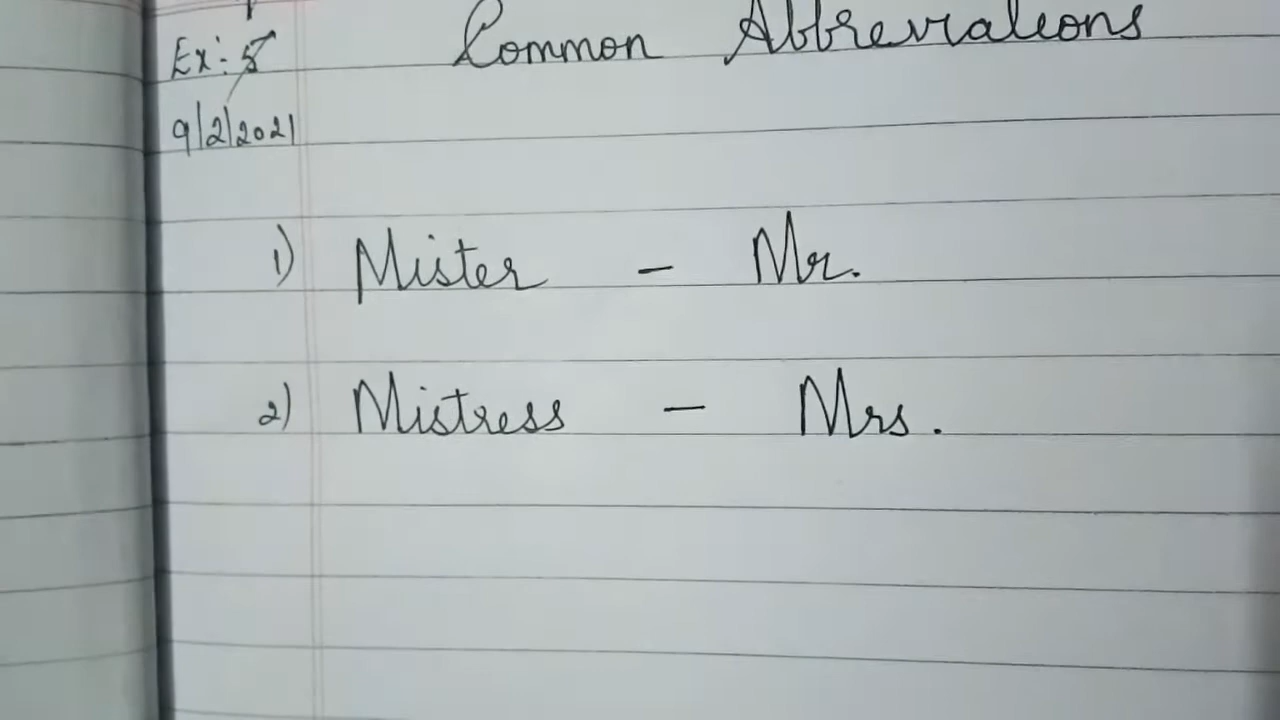 Ex: 5 Common Abbreviations
9/2/2021
1) Mister - Mr.
2) Mistress - Mrs.